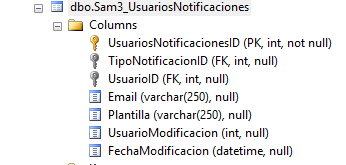 dbo.Sam3_UsuariosNotificaciones
Columns
UsuariosNotificacionesID (PK, int, not null)
TipoNotificacionID (FK, int, null)
UsuarioID (FK, int, null)
Email (varchar(250), null)
Plantilla (varchar(250), null)
UsuarioModificacion (int, null)
FechaModificacion (datetime, null)